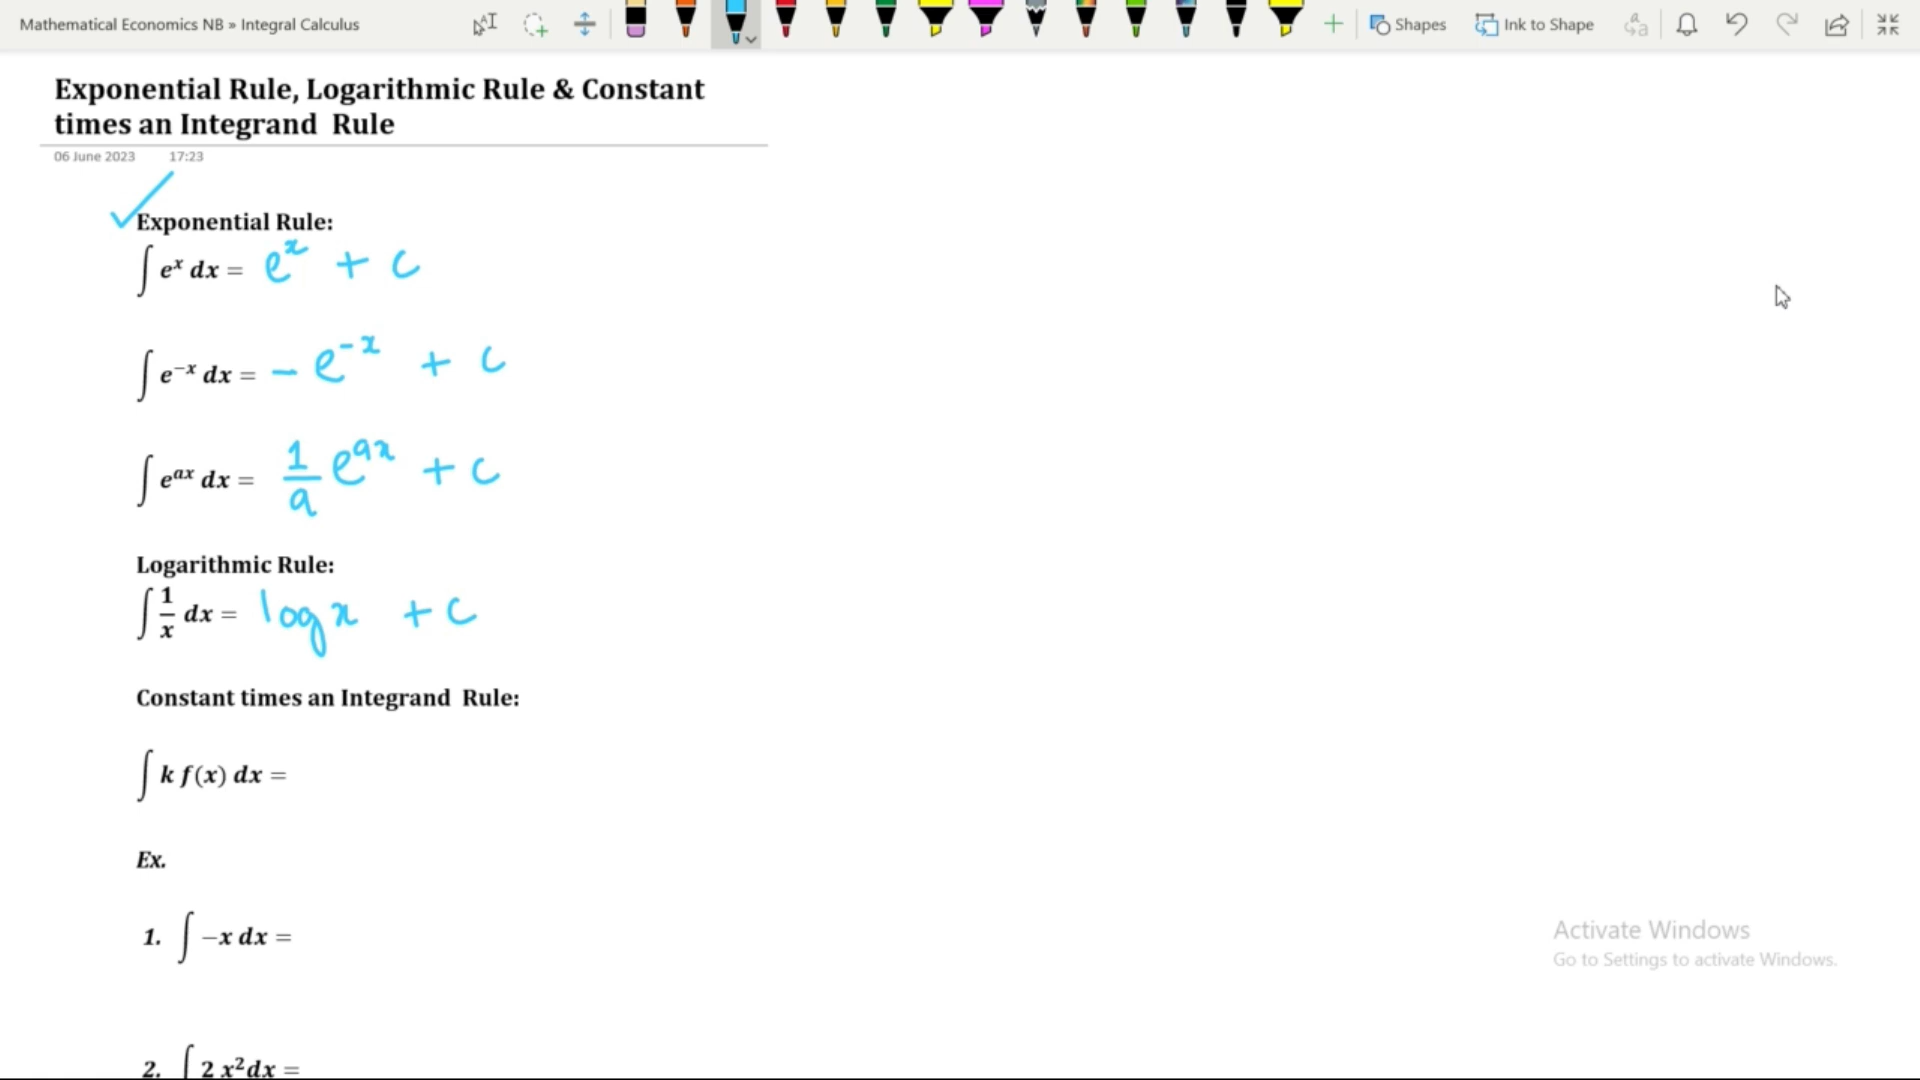 Mathematical Economics NB » Integral Calculus
Shapes
Ink to Shape
Exponential Rule, Logarithmic Rule & Constant
times an Integrand Rule
06 June 2023 17:23
Exponential Rule:
∫ eˣ dx = eˣ + c
∫ e⁻ˣ dx = − e⁻ˣ + c
∫ eᵃˣ dx = 1/a eᵃˣ + c
Logarithmic Rule:
∫ 1/x dx = log x + c
Constant times an Integrand Rule:
∫ k f(x) dx =
Ex.
1. ∫ −x dx =
2. ∫ 2 x² dx =
Activate Windows
Go to Settings to activate Windows.